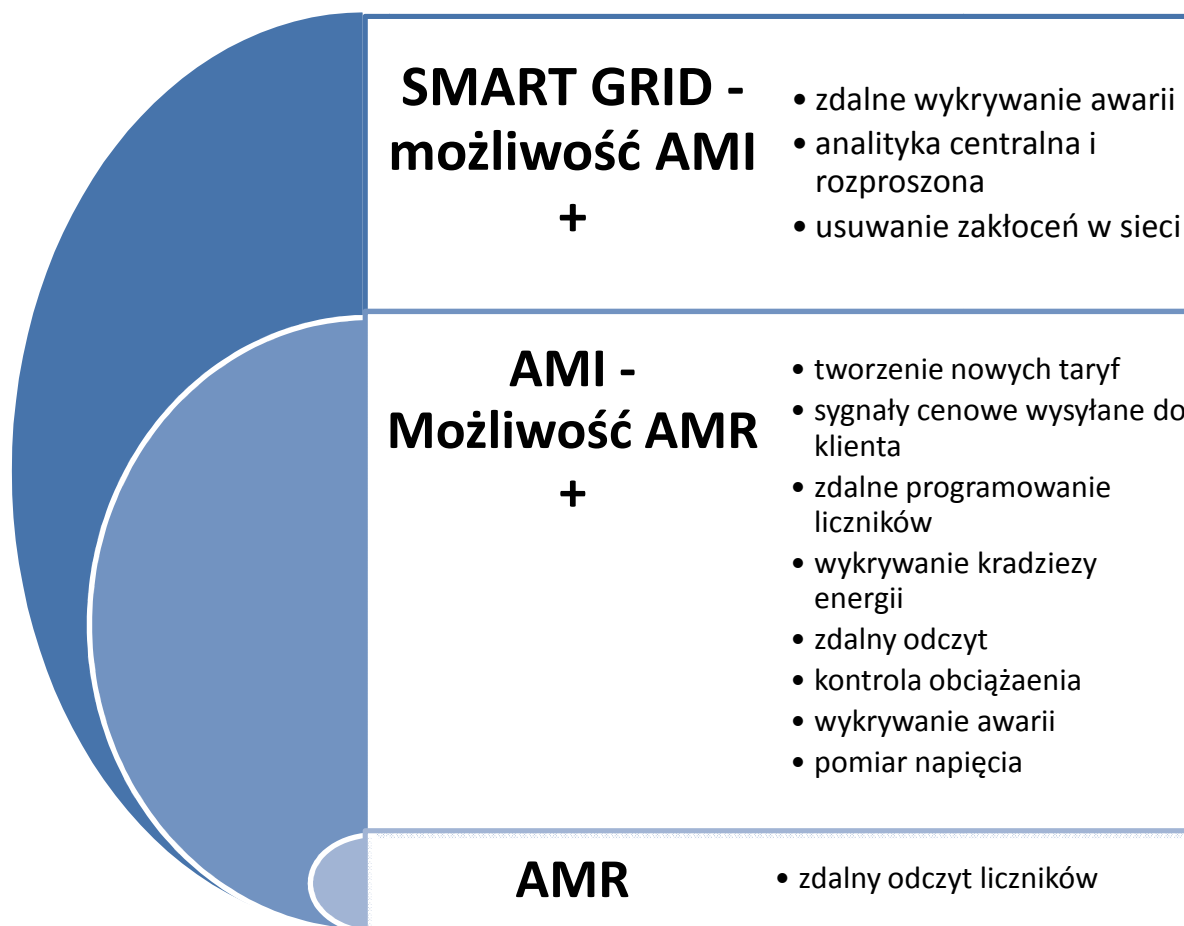 SMART GRID -
możliwość AMI
+
• zdalne wykrywanie awarii
• analityka centralna i
rozproszona
• usuwanie zakłóceń w sieci
AMI -
Możliwość AMR
+
• tworzenie nowych taryf
• sygnały cenowe wysyłane do
klienta
• zdalne programowanie
liczników
• wykrywanie kradziezy
energii
• zdalny odczyt
• kontrola obciążaenia
• wykrywanie awarii
• pomiar napięcia
AMR
• zdalny odczyt liczników